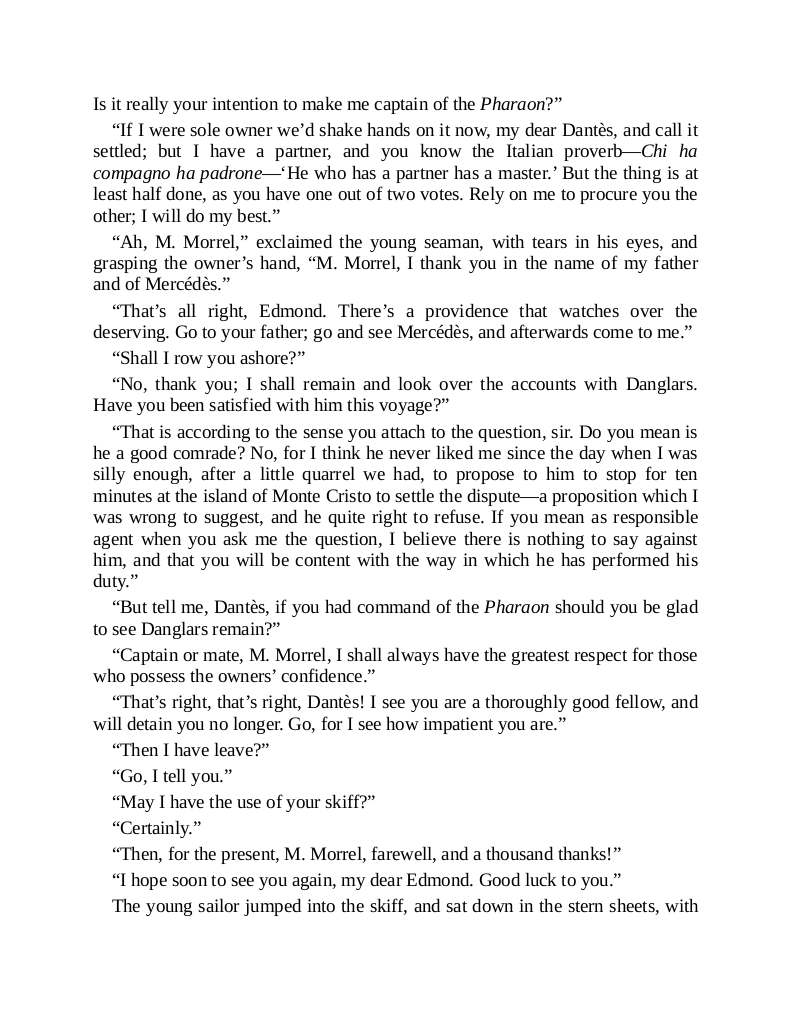 Is it really your intention to make me captain of the Pharaon?”
“If I were sole owner we’d shake hands on it now, my dear Dantès, and call it
settled; but I have a partner, and you know the Italian proverb—Chi ha
compagno ha padrone—‘He who has a partner has a master.’ But the thing is at
least half done, as you have one out of two votes. Rely on me to procure you the
other; I will do my best.”
“Ah, M. Morrel,” exclaimed the young seaman, with tears in his eyes, and
grasping the owner’s hand, “M. Morrel, I thank you in the name of my father
and of Mercédès.”
“That’s all right, Edmond. There’s a providence that watches over the
deserving. Go to your father; go and see Mercédès, and afterwards come to me.”
“Shall I row you ashore?”
“No, thank you; I shall remain and look over the accounts with Danglars.
Have you been satisfied with him this voyage?”
“That is according to the sense you attach to the question, sir. Do you mean is
he a good comrade? No, for I think he never liked me since the day when I was
silly enough, after a little quarrel we had, to propose to him to stop for ten
minutes at the island of Monte Cristo to settle the dispute—a proposition which I
was wrong to suggest, and he quite right to refuse. If you mean as responsible
agent when you ask me the question, I believe there is nothing to say against
him, and that you will be content with the way in which he has performed his
duty.”
“But tell me, Dantès, if you had command of the Pharaon should you be glad
to see Danglars remain?”
“Captain or mate, M. Morrel, I shall always have the greatest respect for those
who possess the owners’ confidence.”
“That’s right, that’s right, Dantès! I see you are a thoroughly good fellow, and
will detain you no longer. Go, for I see how impatient you are.”
“Then I have leave?”
“Go, I tell you.”
“May I have the use of your skiff?”
“Certainly.”
“Then, for the present, M. Morrel, farewell, and a thousand thanks!”
“I hope soon to see you again, my dear Edmond. Good luck to you.”
The young sailor jumped into the skiff, and sat down in the stern sheets, with